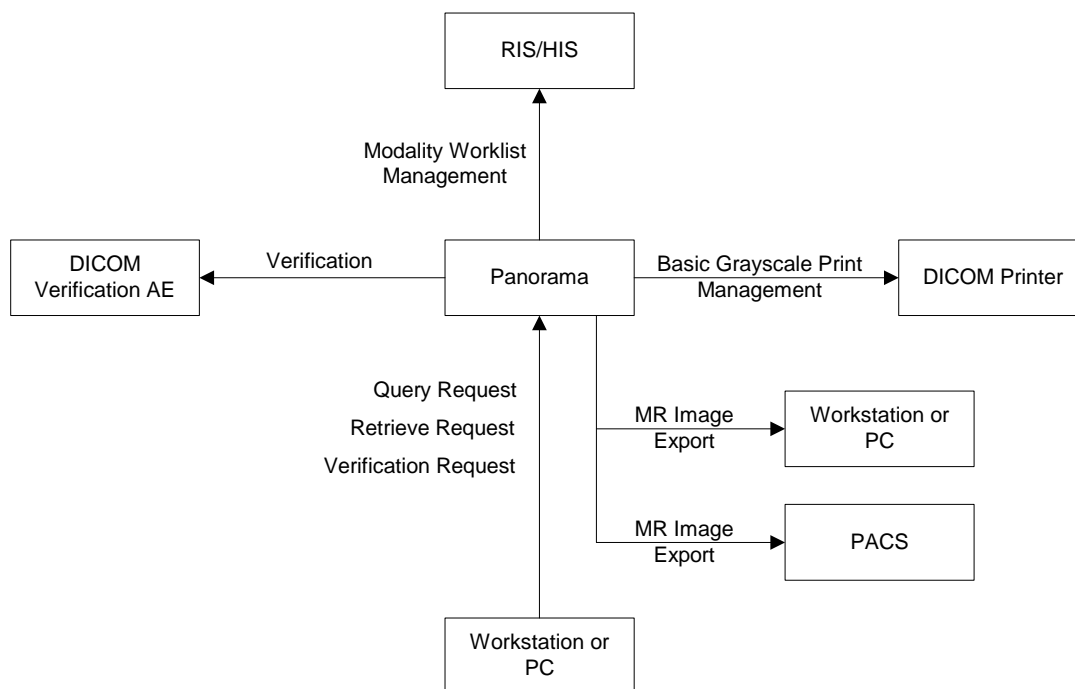 RIS/HIS
Modality Worklist
Management
DICOM
Verification AE
Verification
Panorama
Basic Grayscale Print
Management
DICOM Printer
Query Request
Retrieve Request
Verification Request
MR Image
Export
Workstation or
PC
MR Image
Export
PACS
Workstation or
PC